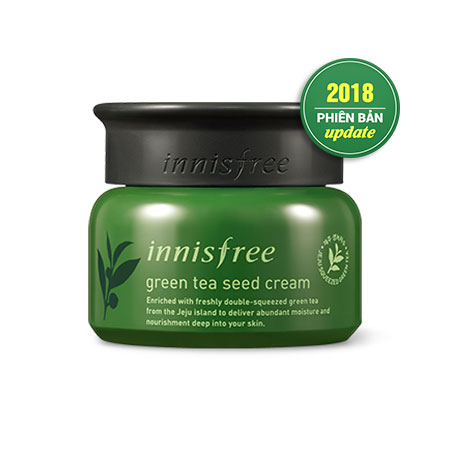 2018
PHIÊN BẢN
update
innisfree
innisfree
green tea seed cream
Enriched with freshly double-squeezed green tea
from the Jeju island to deliver abundant moisture and
nourishment deep into your skin.